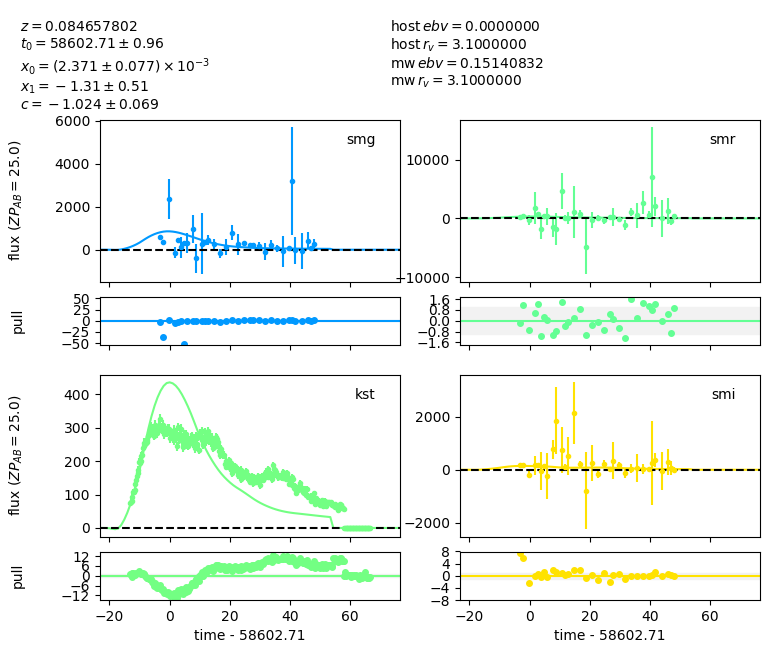 z = 0.084657802
host ebv = 0.0000000
t₀ = 58602.71 ± 0.96
host r_v = 3.1000000
x₀ = (2.371 ± 0.077) × 10⁻³
mw ebv = 0.15140832
x₁ = −1.31 ± 0.51
mw r_v = 3.1000000
c = −1.024 ± 0.069
flux (ZP_AB = 25.0)
6000
4000
2000
0
smg
10000
0
−10000
smr
pull
50
25
0
−25
−50
1.6
0.8
0.0
−0.8
−1.6
flux (ZP_AB = 25.0)
400
300
200
100
0
kst
2000
0
−2000
smi
pull
12
6
0
−6
−12
8
4
0
−4
−8
−20 0 20 40 60
−20 0 20 40 60
time - 58602.71
time - 58602.71